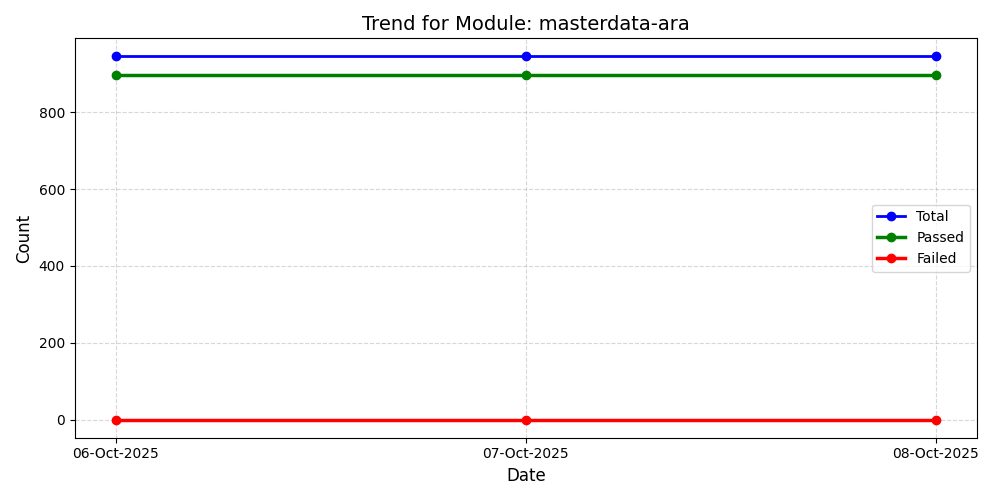 Trend for Module: masterdata-ara
Count
800
600
400
200
0
Total
Passed
Failed
06-Oct-2025
07-Oct-2025
08-Oct-2025
Date